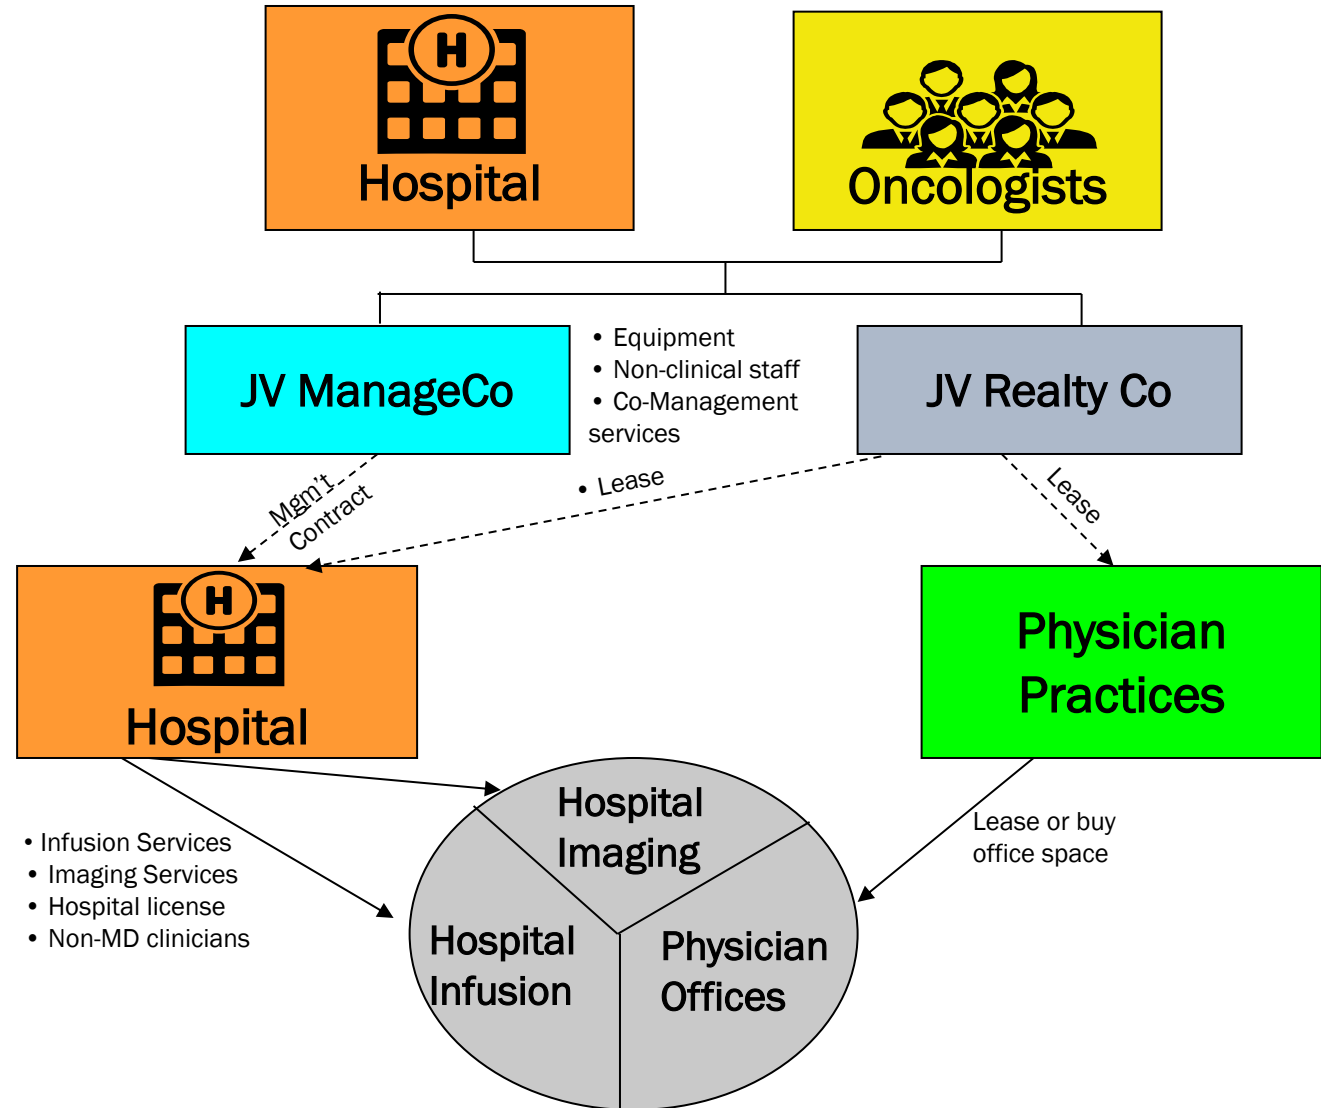 H
Hospital
Oncologists
JV ManageCo
• Equipment
• Non-clinical staff
• Co-Management
services
JV Realty Co
Mgm't
Contract
• Lease
Lease
H
Hospital
Physician
Practices
• Infusion Services
• Imaging Services
• Hospital license
• Non-MD clinicians
Hospital
Imaging
Lease or buy
office space
Hospital
Infusion
Physician
Offices